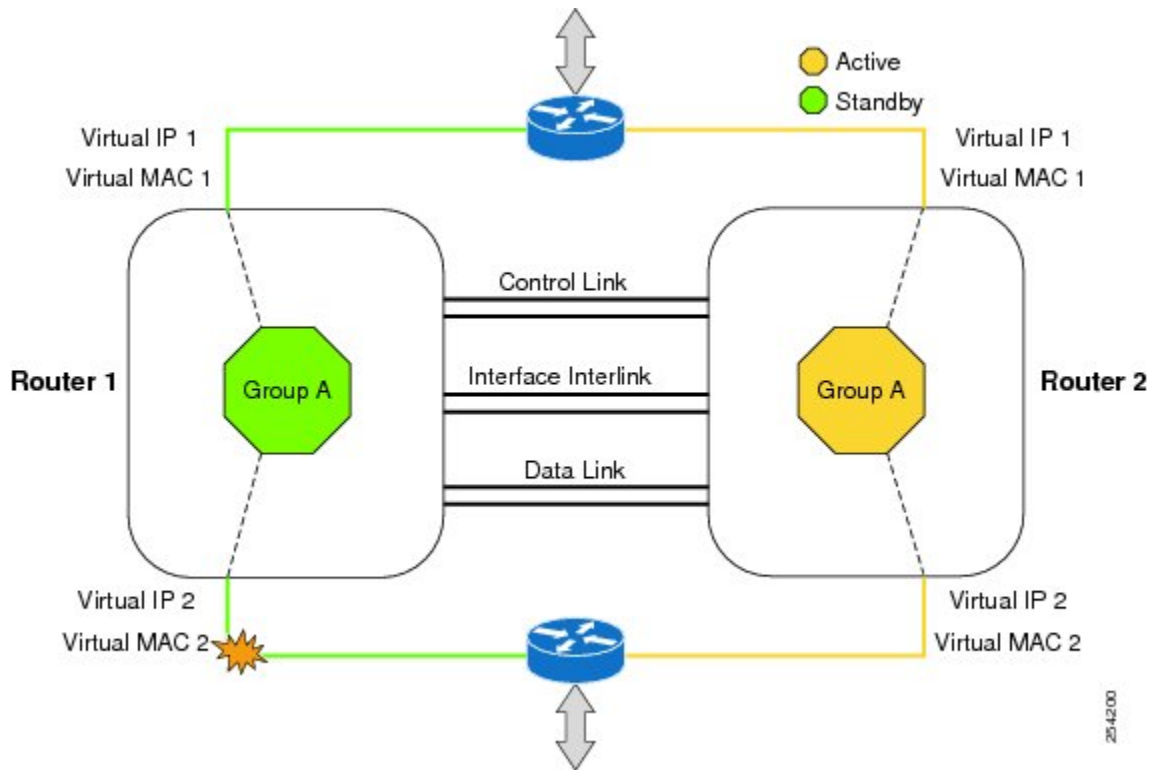 Active
Standby
Virtual IP 1
Virtual MAC 1
Virtual IP 1
Virtual MAC 1
Control Link
Router 1
Group A
Interface Interlink
Group A
Router 2
Data Link
Virtual IP 2
Virtual MAC 2
Virtual IP 2
Virtual MAC 2
254200